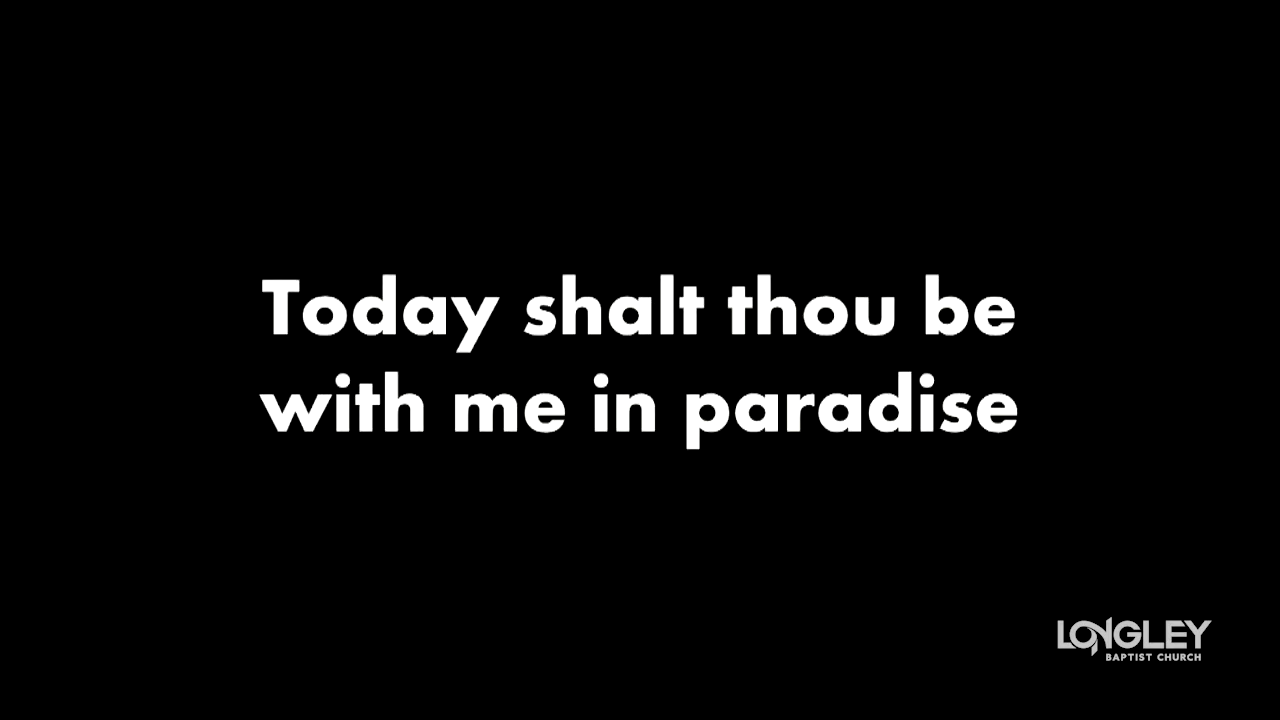 Today shalt thou be
with me in paradise
LONGLEY
BAPTIST CHURCH